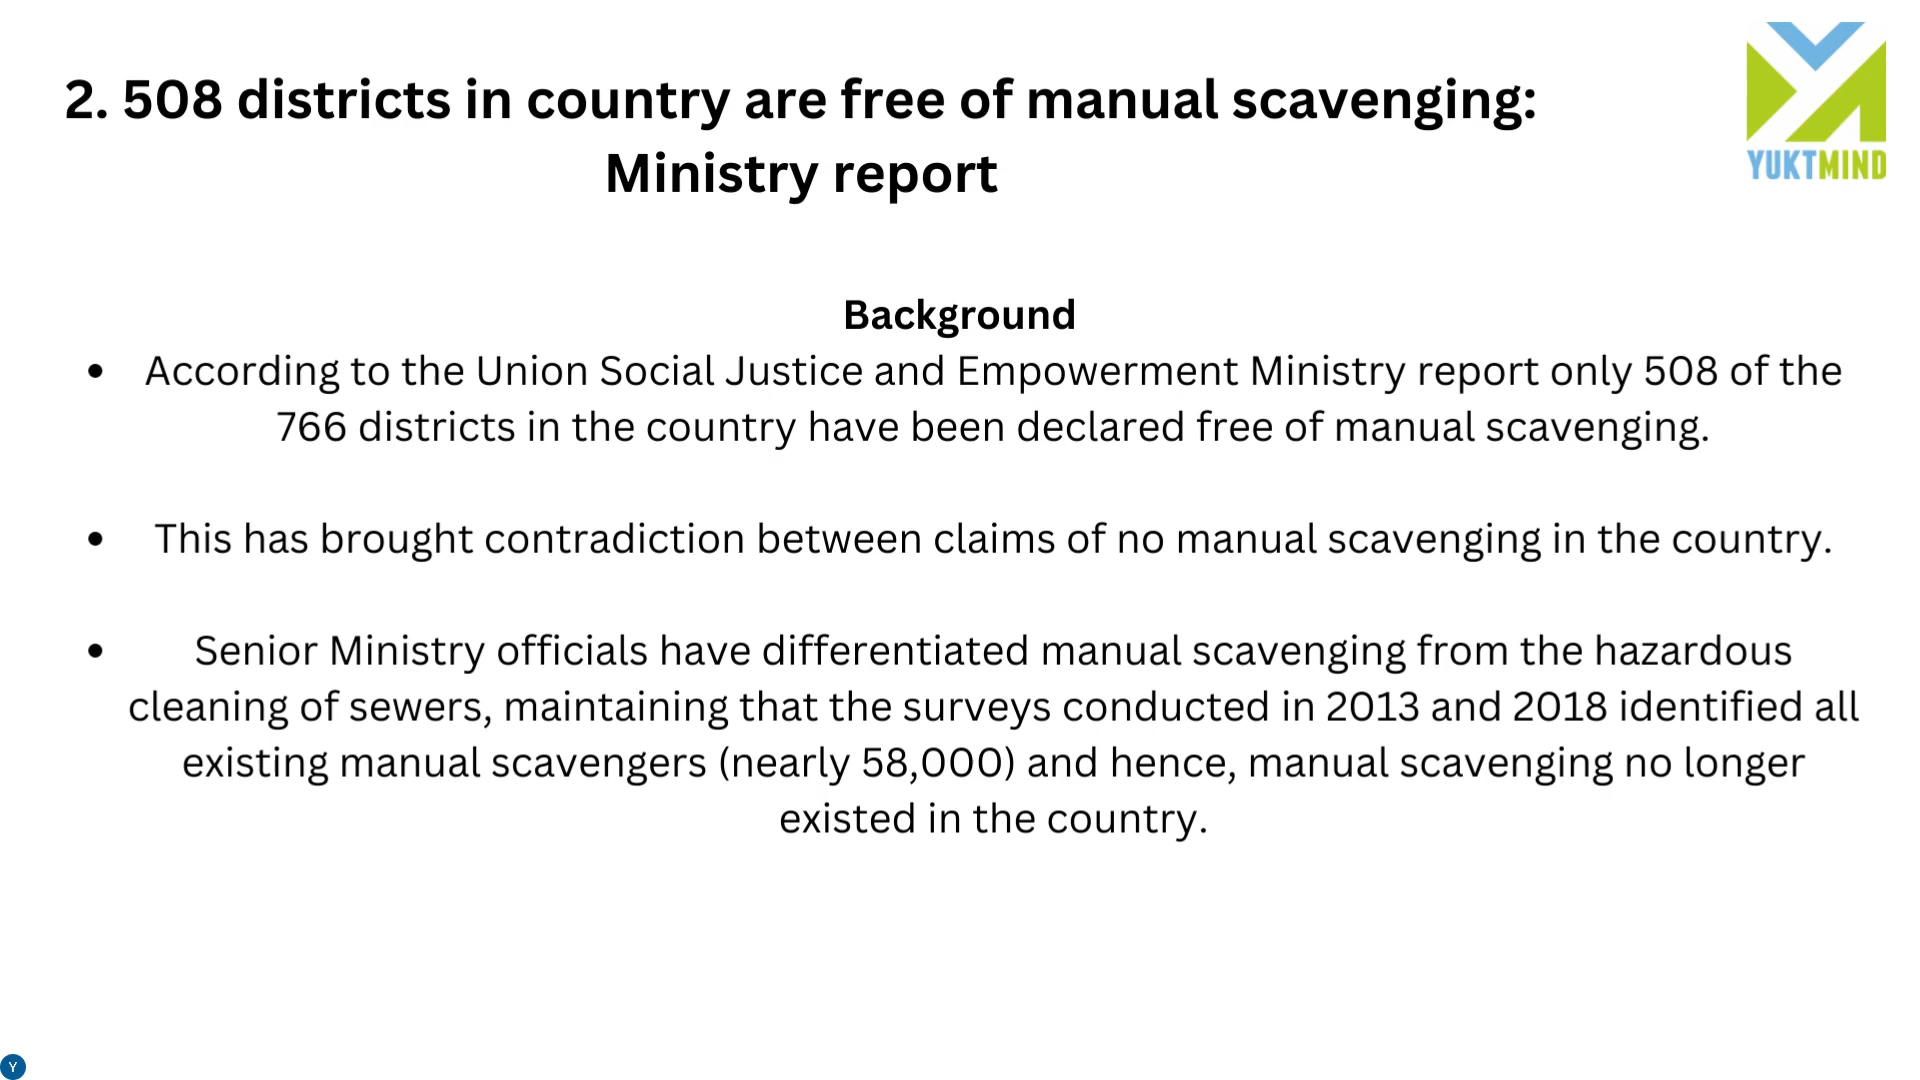 2. 508 districts in country are free of manual scavenging:
Ministry report
YUKTMIND
Background
• According to the Union Social Justice and Empowerment Ministry report only 508 of the
766 districts in the country have been declared free of manual scavenging.
• This has brought contradiction between claims of no manual scavenging in the country.
• Senior Ministry officials have differentiated manual scavenging from the hazardous
cleaning of sewers, maintaining that the surveys conducted in 2013 and 2018 identified all
existing manual scavengers (nearly 58,000) and hence, manual scavenging no longer
existed in the country.
Y